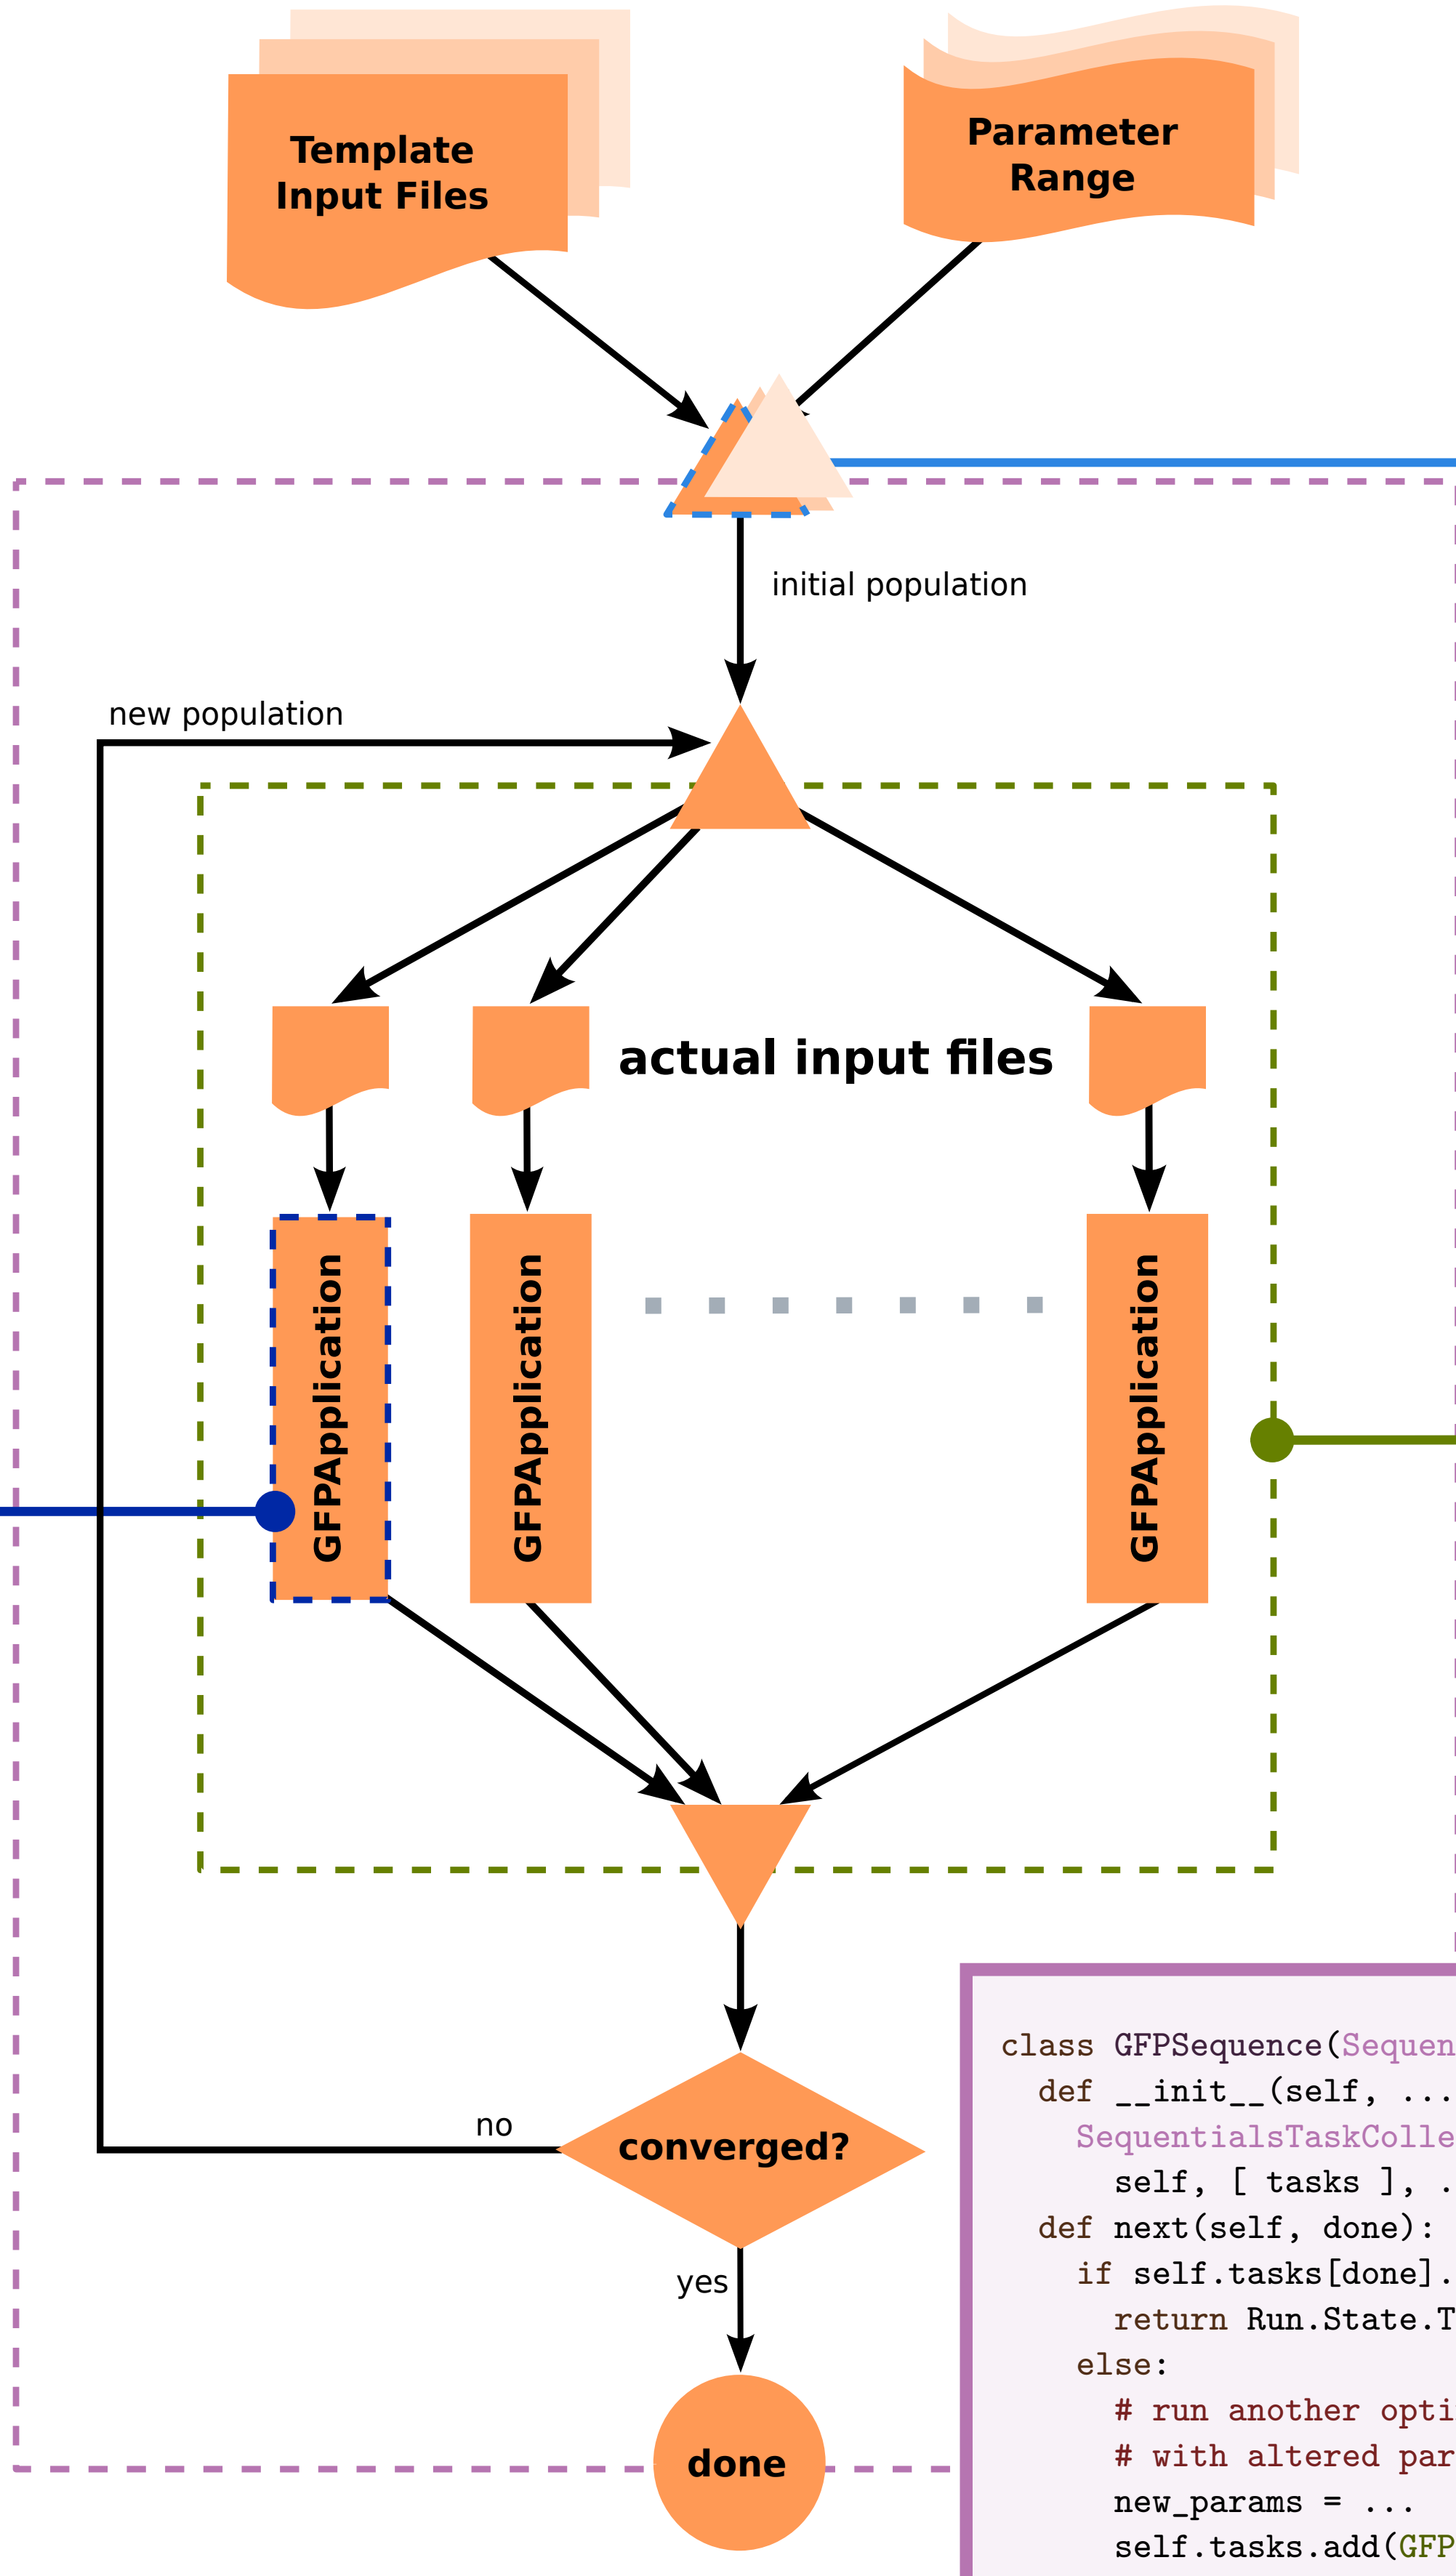 Template
Input Files
Parameter
Range
initial population
new population
actual input files
GFPApplication
GFPApplication
GFPApplication
converged?
no
yes
done
class GFPSequence(Sequen
def __init__(self, ...
SequentialsTaskColle
self, [ tasks ], .
def next(self, done):
if self.tasks[done].
return Run.State.T
else:
# run another opti
# with altered par
new_params = ...
self.tasks.add(GFP